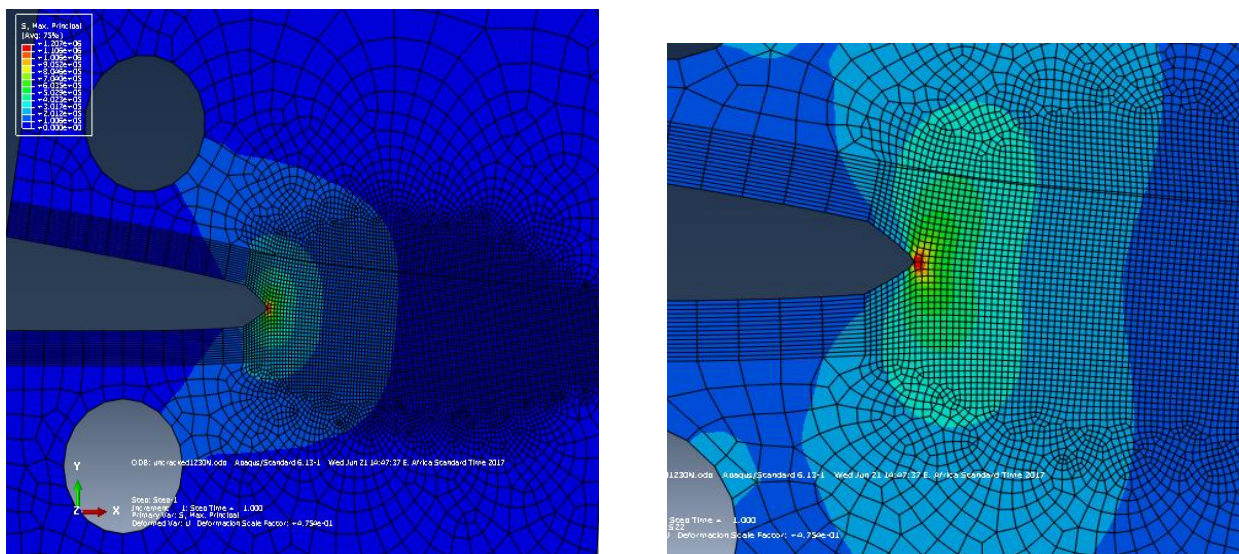 S, Max. Principal
(Avg: 75%)
+1.207e+06
+1.106e+06
+1.006e+06
+9.052e+05
+8.046e+05
+7.040e+05
+6.035e+05
+5.029e+05
+4.023e+05
+3.017e+05
+2.012e+05
+1.006e+05
+0.000e+00
Y
Z X
ODB: uncracked1230N.odb Abaqus/Standard 6.13-1 Wed Jun 21 14:47:37 E. Africa Standard Time 2017
Step: Step-1
Increment 1: Step Time = 1.000
Primary Var: S, Max. Principal
Deformed Var: U Deformation Scale Factor: +4.754e-01
1230N.odb Abaqus/Standard 6.13-1 Wed Jun 21 14:47:37 E. Africa Standard Time 2017
Step Time = 1.000
S22
U Deformation Scale Factor: +4.754e-01